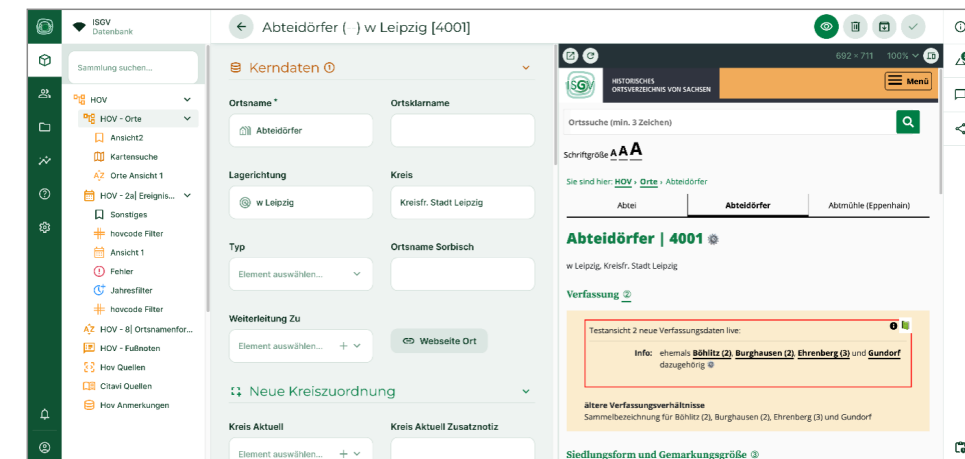 ISGV
Datenbank
Sammlung suchen...
HOV
HOV - Orte
Ansicht2
Kartensuche
Orte Ansicht 1
HOV - 2a| Ereignis...
Sonstiges
hovcode Filter
Ansicht 1
Fehler
Jahresfilter
hovcode Filter
HOV - 8| Ortsnamenfor...
HOV - Fußnoten
Hov Quellen
Citavi Quellen
Hov Anmerkungen
Abteidörfer (--) w Leipzig [4001]
Kerndaten
Ortsname *
Ortsklarname
Abteidörfer
Lagerichtung
Kreis
w Leipzig
Kreisfr. Stadt Leipzig
Typ
Ortsname Sorbisch
Element auswählen...
Weiterleitung Zu
Element auswählen...
Webseite Ort
Neue Kreiszuordnung
Kreis Aktuell
Kreis Aktuell Zusatznotiz
Element auswählen...
692 × 711 100%
ISGV
HISTORISCHES
ORTSVERZEICHNIS VON SACHSEN
Menü
Ortssuche (min. 3 Zeichen)
Schriftgröße A A A
Sie sind hier: HOV › Orte › Abteidörfer
Abtei
Abteidörfer
Abtmühle (Eppenhain)
Abteidörfer | 4001
w Leipzig, Kreisfr. Stadt Leipzig
Verfassung ②
Testansicht 2 neue Verfassungsdaten live:
Info: ehemals Böhlitz (2), Burghausen (2), Ehrenberg (3) und Gundorf
dazugehörig
ältere Verfassungsverhältnisse
Sammelbezeichnung für Böhlitz (2), Burghausen (2), Ehrenberg (3) und Gundorf
Siedlungsform und Gemarkungsgröße ③